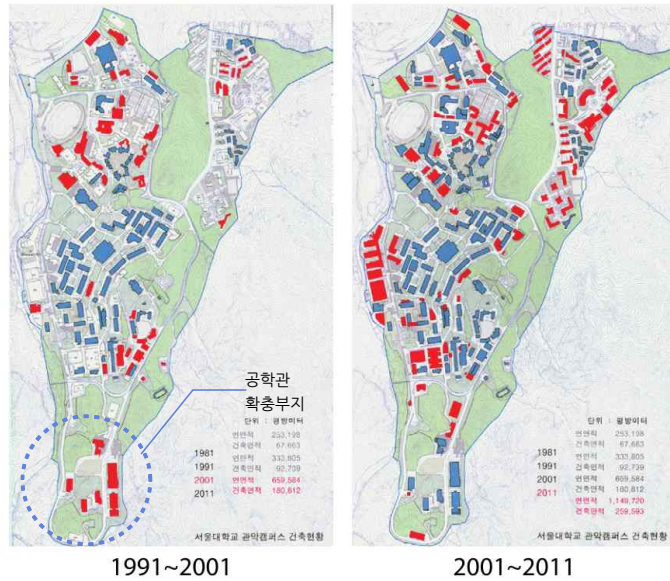 공학관
확충부지
단위 : 평방미터
연면적 253,198
건축면적 67,663
1981 연면적 333,805
1991 건축면적 92,739
2001 연면적 659,584
2011 건축면적 180,812
서울대학교 관악캠퍼스 건축현황
1991~2001
단위 : 평방미터
연면적 253,198
건축면적 67,663
1981 연면적 333,805
1991 건축면적 92,739
2001 연면적 659,584
2011 건축면적 180,812
연면적 1,149,720
건축면적 259,593
서울대학교 관악캠퍼스 건축현황
2001~2011